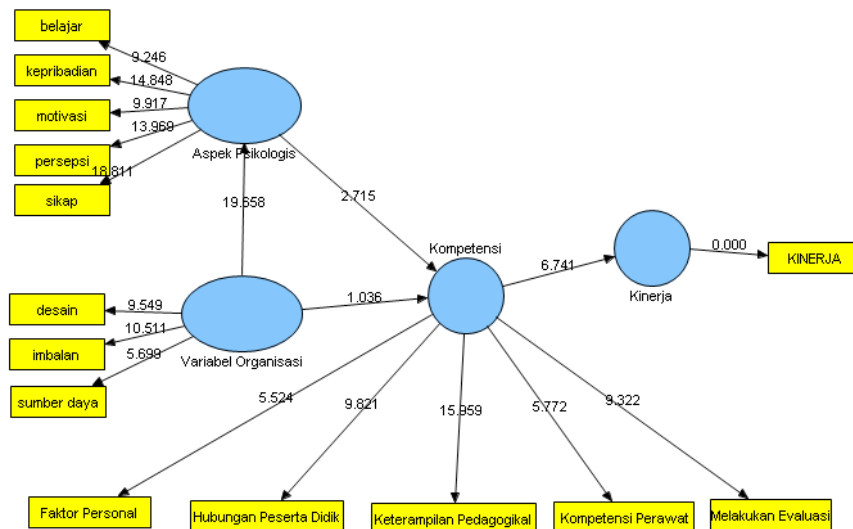 belajar
9.246
kepribadian
14.848
motivasi
9.917
13.969
persepsi
18.811
sikap
Aspek Psikologis
19.658
2.715
Kompetensi
6.741
0.000
KINERJA
Kinerja
desain
9.549
1.036
imbalan
10.511
5.699
Variabel Organisasi
sumber daya
5.524
9.821
15.959
5.772
9.322
Faktor Personal
Hubungan Peserta Didik
Keterampilan Pedagogikal
Kompetensi Perawat
Melakukan Evaluasi